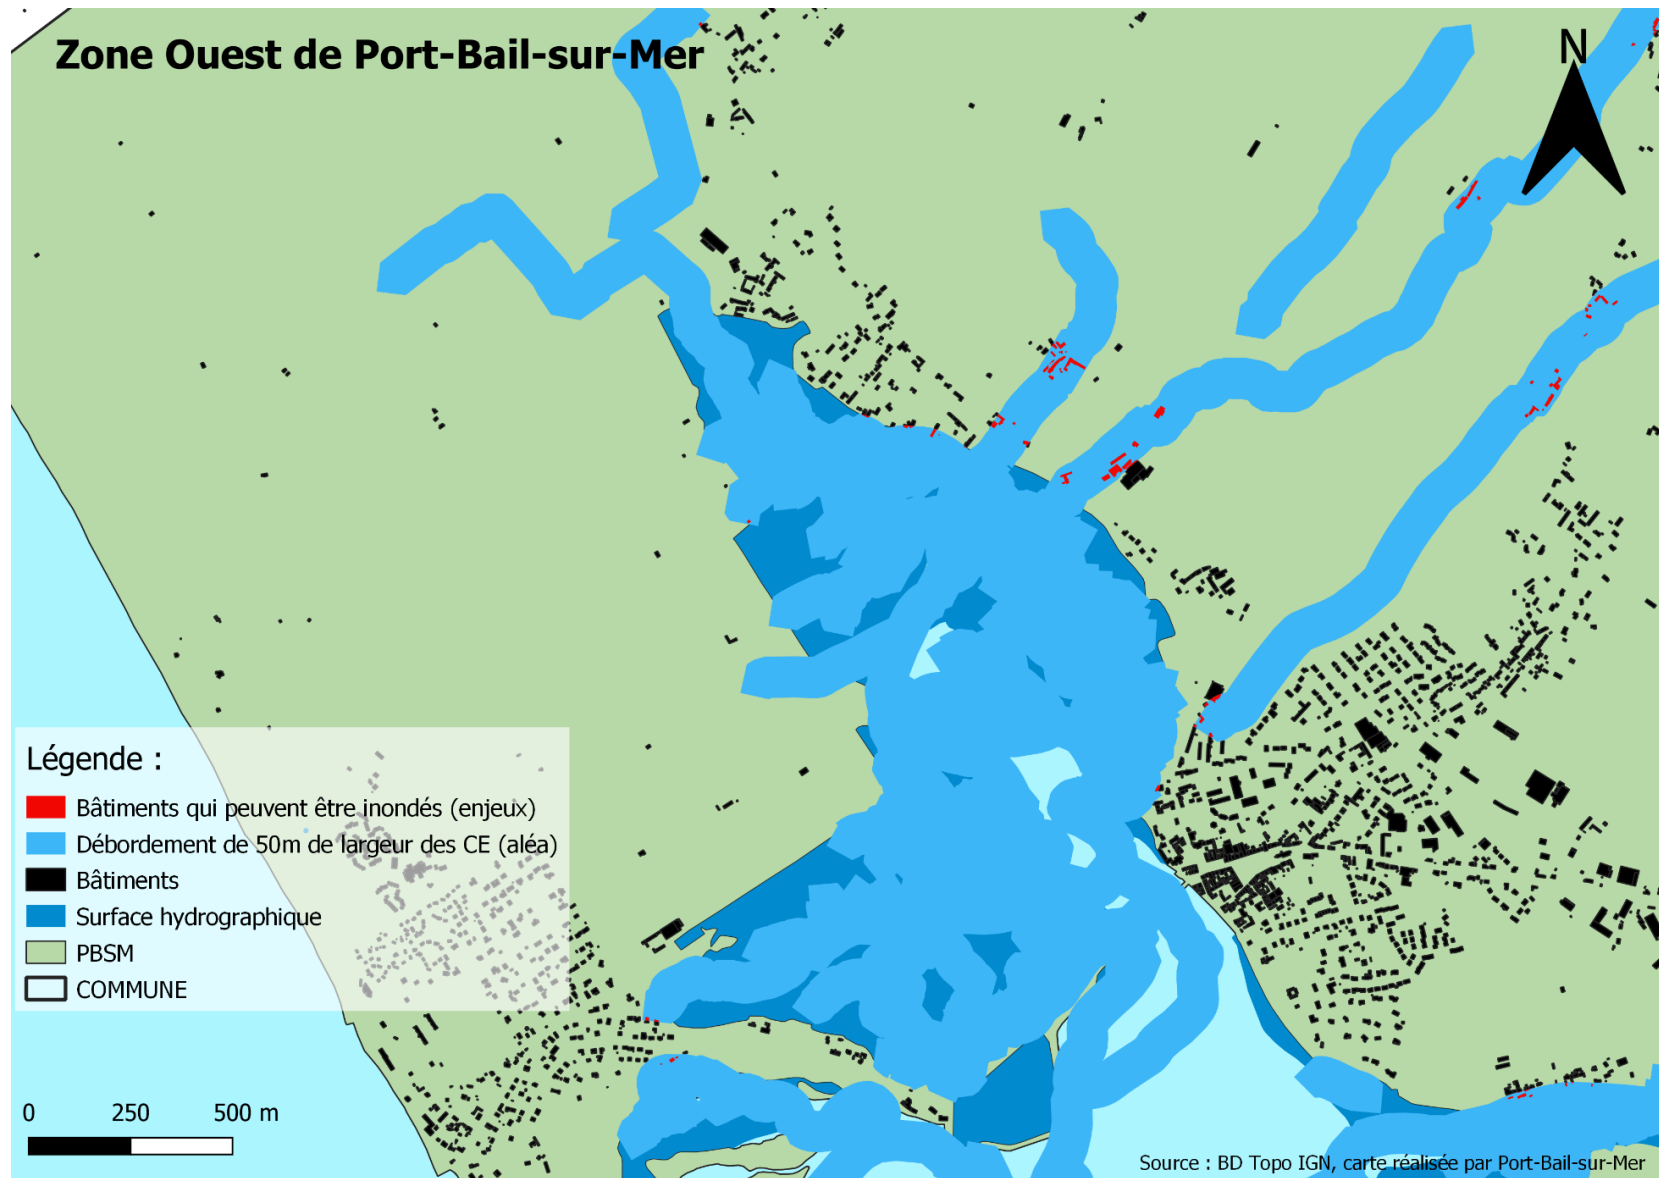 Zone Ouest de Port-Bail-sur-Mer
N
Légende :
Bâtiments qui peuvent être inondés (enjeux)
Débordement de 50m de largeur des CE (aléa)
Bâtiments
Surface hydrographique
PBSM
COMMUNE
0 250 500 m
Source : BD Topo IGN, carte réalisée par Port-Bail-sur-Mer